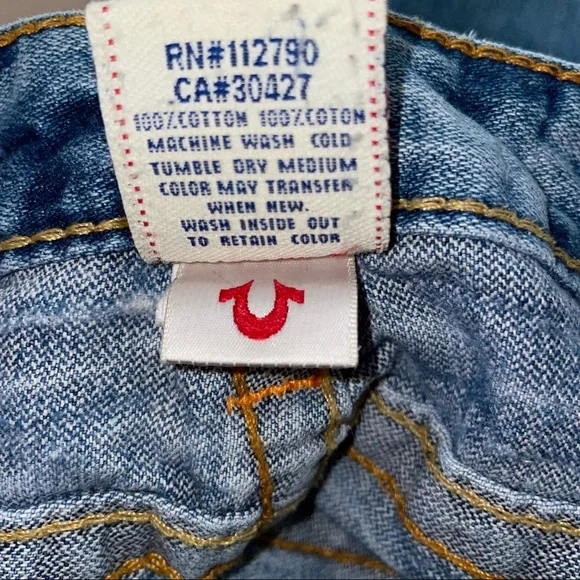 RN#112790
CA#30427
100%COTTON 100%COTON
MACHINE WASH COLD
TUMBLE DRY MEDIUM
COLOR MAY TRANSFER
WHEN NEW.
WASH INSIDE OUT
TO RETAIN COLOR